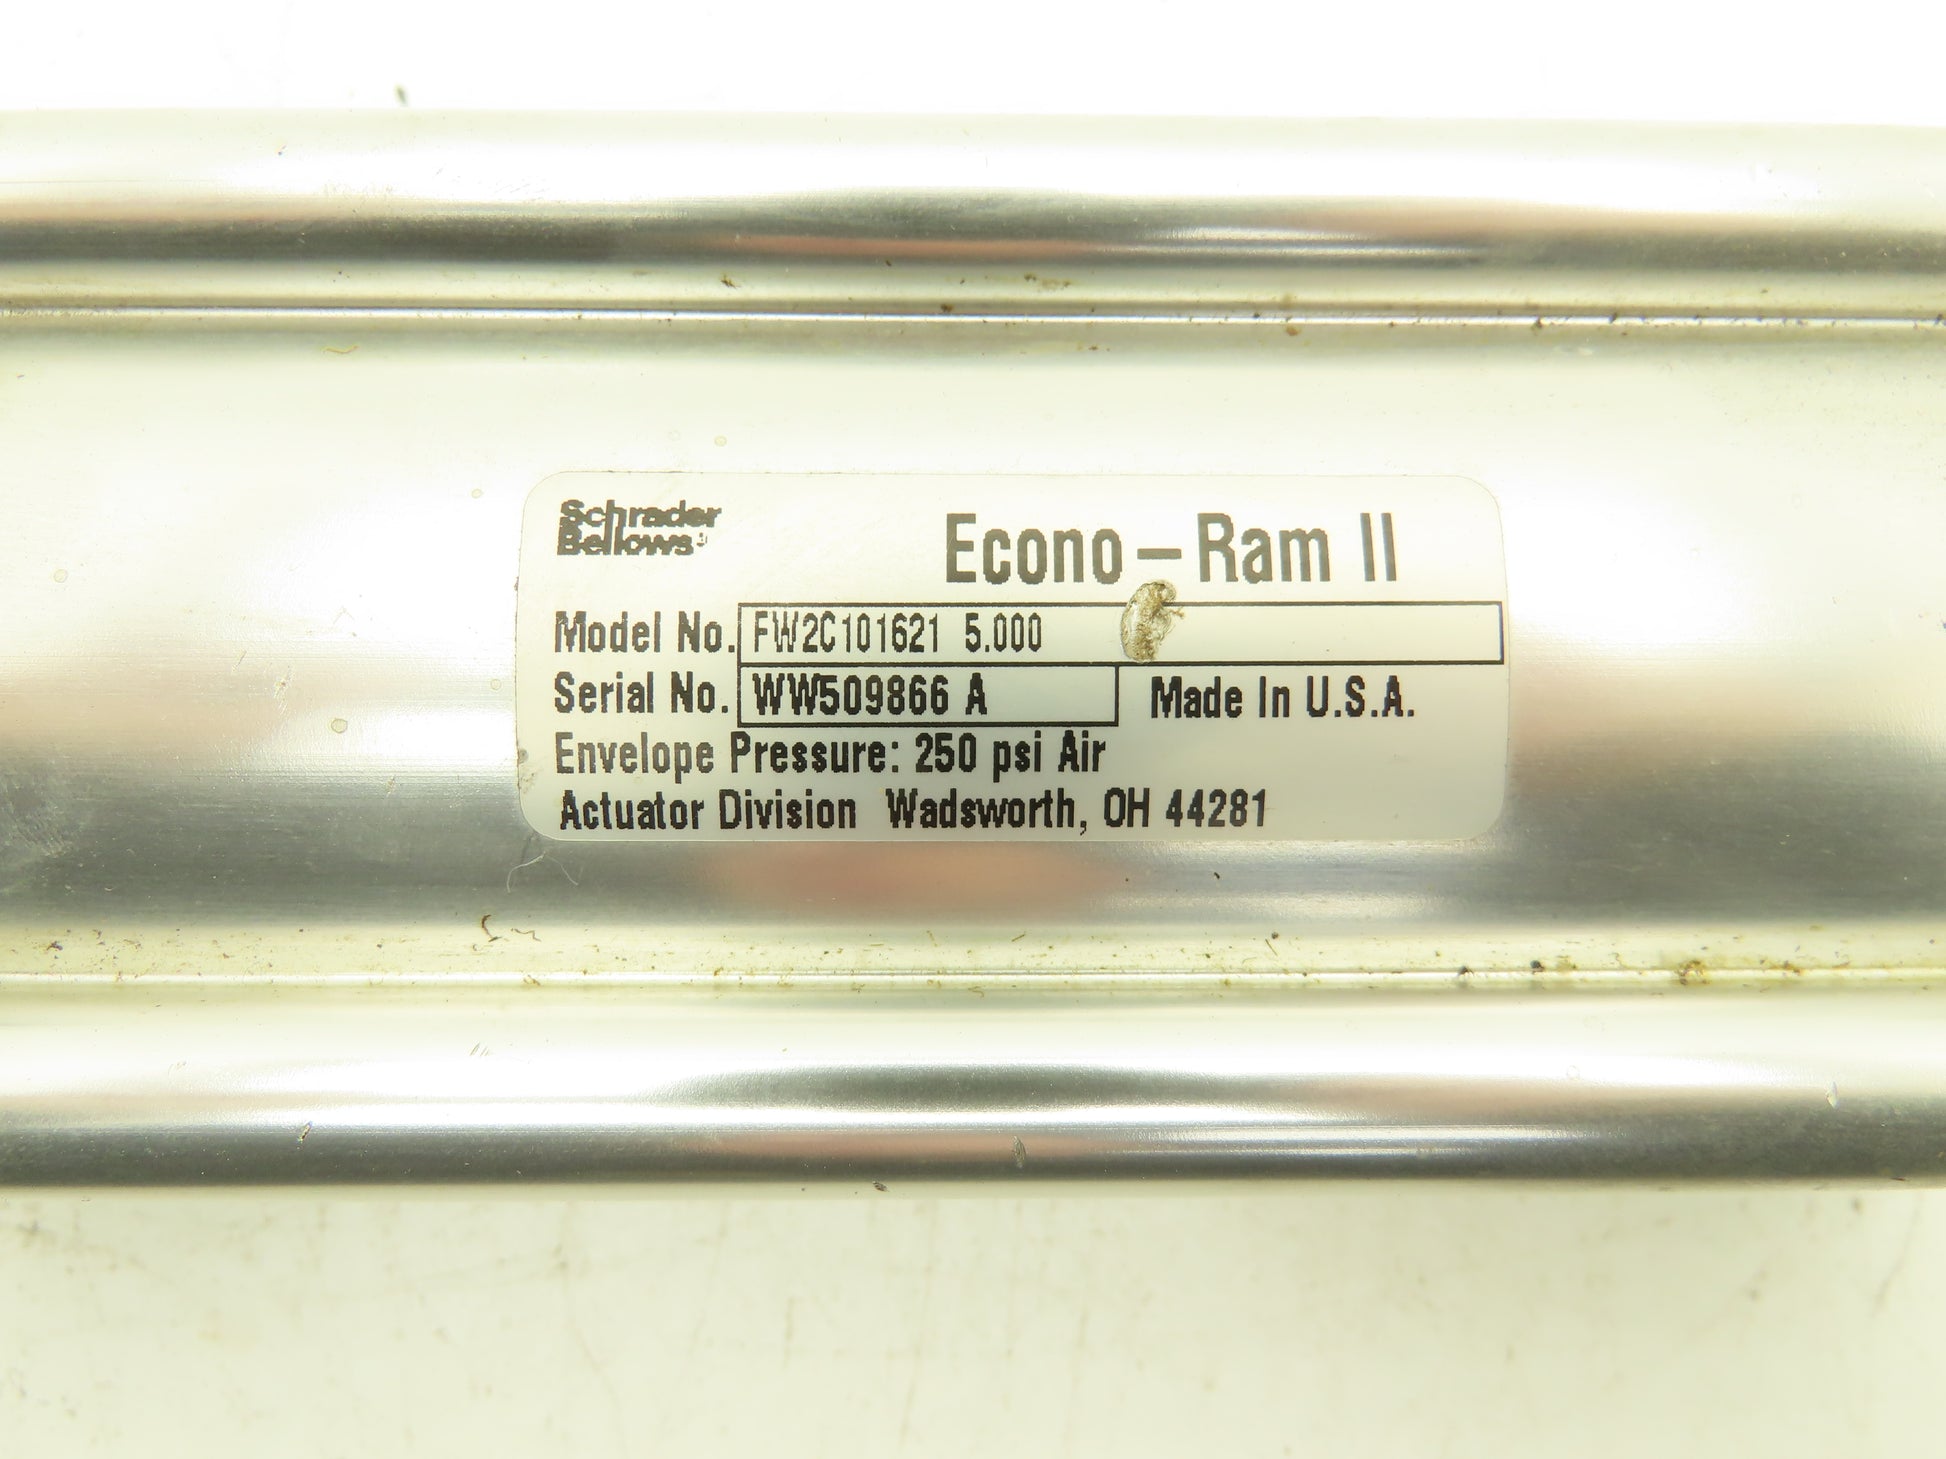 Schrader
Bellows
Econo-Ram II
Model No. FW2C101621 5.000
Serial No. WW509866 A Made In U.S.A.
Envelope Pressure: 250 psi Air
Actuator Division Wadsworth, OH 44281